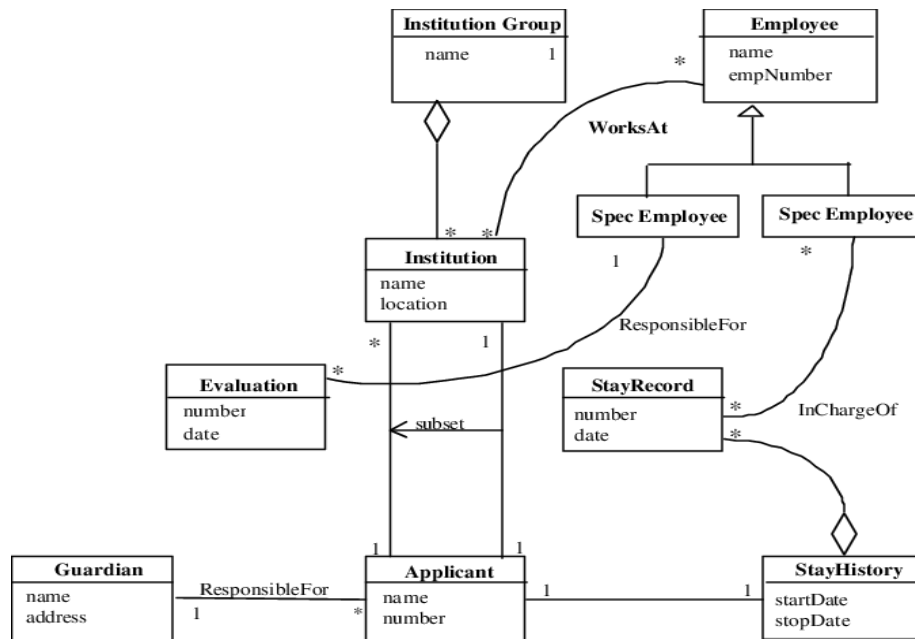 Institution Group
name 1
Employee
name
empNumber
*
WorksAt
Spec Employee
Spec Employee
* *
1
*
Institution
name
location
ResponsibleFor
* 1
*
Evaluation
number
date
StayRecord
number
date
*
*
InChargeOf
subset
1 1
Guardian
name
address
ResponsibleFor
1 *
Applicant
name
number
1 1
StayHistory
startDate
stopDate